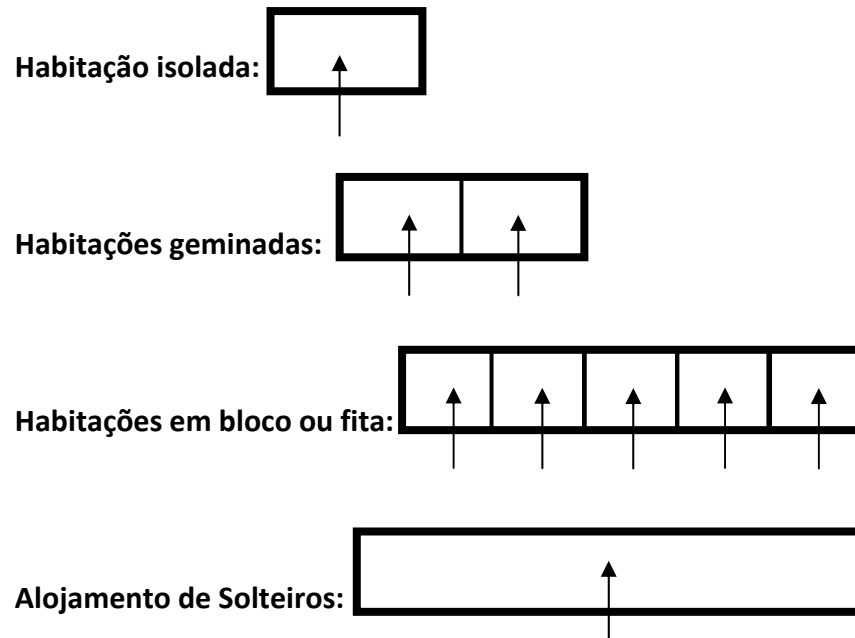 Habitação isolada:
Habitações geminadas:
Habitações em bloco ou fita:
Alojamento de Solteiros: